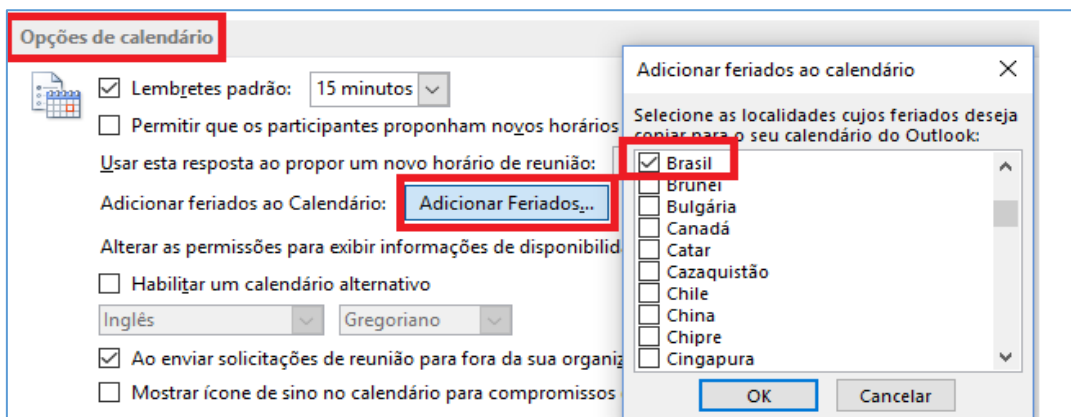 Opções de calendário
Lembretes padrão: 15 minutos
Permitir que os participantes proponham novos horários
Usar esta resposta ao propor um novo horário de reunião:
Adicionar feriados ao Calendário: Adicionar Feriados...
Alterar as permissões para exibir informações de
Habilitar um calendário alternativo
Inglês Gregoriano
Ao enviar solicitações de reunião para fora da sua
Mostrar ícone de sino no calendário para compromissos
Adicionar feriados ao calendário
Selecione as localidades cujos feriados deseja
copiar para o seu calendário do Outlook:
Brasil
Brunei
Bulgária
Canadá
Catar
Cazaquistão
Chile
China
Chipre
Cingapura
OK Cancelar